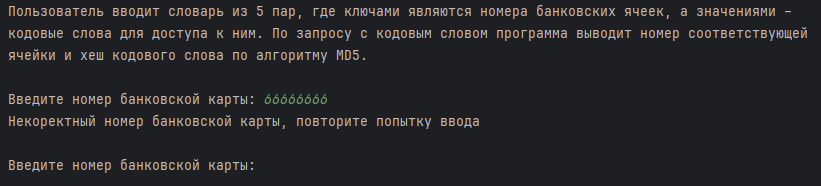 Пользователь вводит словарь из 5 пар, где ключами являются номера банковских ячеек, а значениями –
кодовые слова для доступа к ним. По запросу с кодовым словом программа выводит номер соответствующей
ячейки и хеш кодового слова по алгоритму MD5.
Введите номер банковской карты: 66666666
Некоректный номер банковской карты, повторите попытку ввода
Введите номер банковской карты: